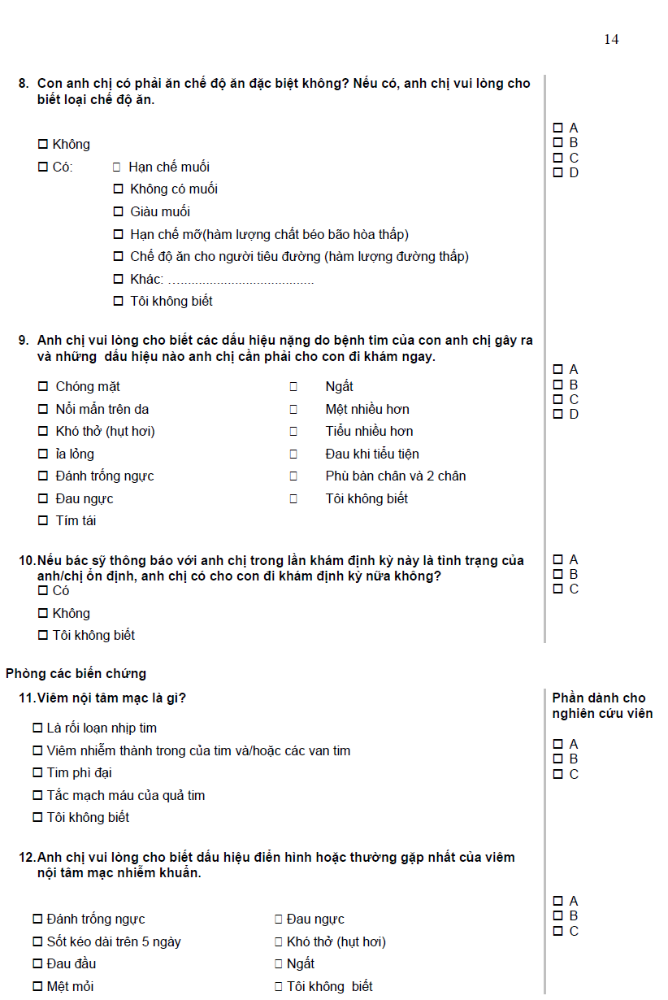 14
8. Con anh chị có phải ăn chế độ ăn đặc biệt không? Nếu có, anh chị vui lòng cho
biết loại chế độ ăn.
☐ A
☐ B
☐ C
☐ D
☐ Không
☐ Có: ☐ Hạn chế muối
☐ Không có muối
☐ Giàu muối
☐ Hạn chế mỡ(hàm lượng chất béo bão hòa thấp)
☐ Chế độ ăn cho người tiêu đường (hàm lượng đường thấp)
☐ Khác: ….....................................
☐ Tôi không biết
9. Anh chị vui lòng cho biết các dấu hiệu nặng do bệnh tim của con anh chị gây ra
và những dấu hiệu nào anh chị cần phải cho con đi khám ngay.
☐ A
☐ B
☐ C
☐ D
☐ Chóng mặt ☐ Ngất
☐ Nổi mẩn trên da ☐ Mệt nhiều hơn
☐ Khó thở (hụt hơi) ☐ Tiểu nhiều hơn
☐ ỉa lỏng ☐ Đau khi tiểu tiện
☐ Đánh trống ngực ☐ Phù bàn chân và 2 chân
☐ Đau ngực ☐ Tôi không biết
☐ Tím tái
10.Nếu bác sỹ thông báo với anh chị trong lần khám định kỳ này là tình trạng của
anh/chị ổn định, anh chị có cho con đi khám định kỳ nữa không?
☐ A
☐ B
☐ C
☐ Có
☐ Không
☐ Tôi không biết
Phòng các biến chứng
11.Viêm nội tâm mạc là gì?
Phần dành cho
nghiên cứu viên
☐ A
☐ B
☐ C
☐ Là rối loạn nhịp tim
☐ Viêm nhiễm thành trong của tim và/hoặc các van tim
☐ Tim phì đại
☐ Tắc mạch máu của quả tim
☐ Tôi không biết
12.Anh chị vui lòng cho biết dấu hiệu điển hình hoặc thường gặp nhất của viêm
nội tâm mạc nhiễm khuẩn.
☐ A
☐ B
☐ C
☐ Đánh trống ngực ☐ Đau ngực
☐ Sốt kéo dài trên 5 ngày ☐ Khó thở (hụt hơi)
☐ Đau đầu ☐ Ngất
☐ Mệt mỏi ☐ Tôi không biết